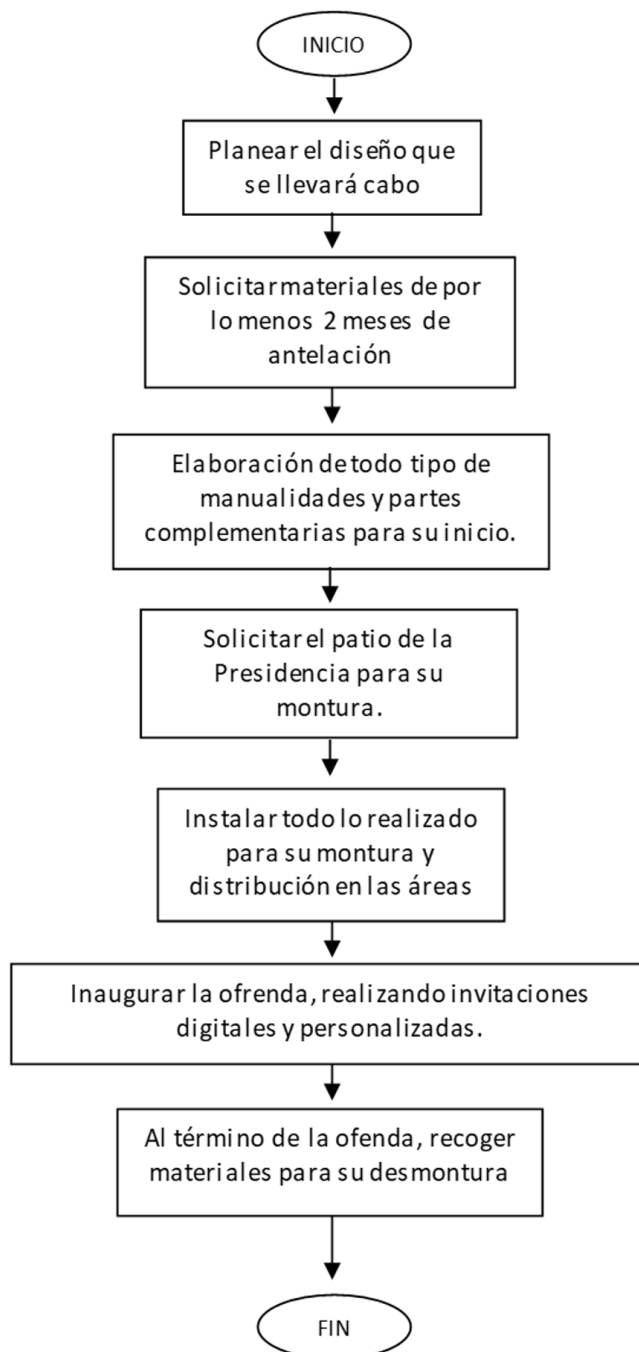 INICIO
Planear el diseño que
se llevará cabo
Solicitar materiales de por
lo menos 2 meses de
antelación
Elaboración de todo tipo de
manualidades y partes
complementarias para su inicio.
Solicitar el patio de la
Presidencia para su
montura.
Instalar todo lo realizado
para su montura y
distribución en las áreas
Inaugurar la ofrenda, realizando invitaciones
digitales y personalizadas.
Al término de la ofenda, recoger
materiales para su desmontura
FIN